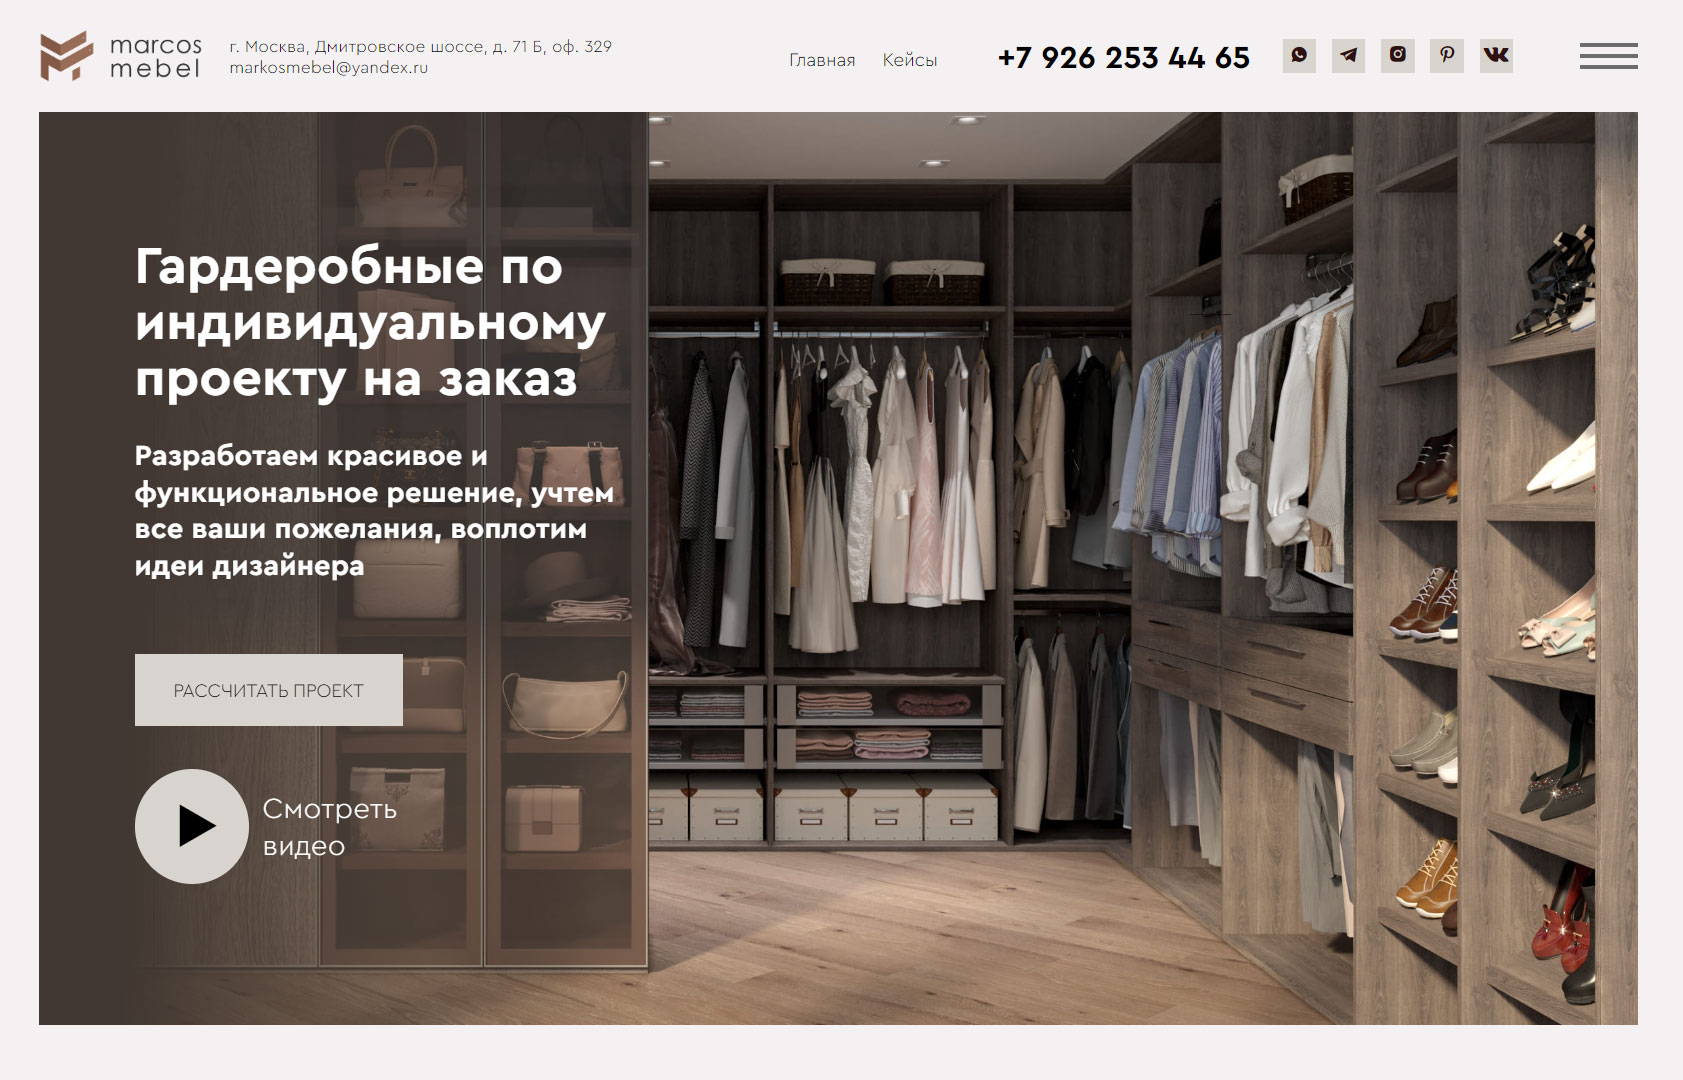 marcos
mebel
г. Москва, Дмитровское шоссе, д. 71 Б, оф. 329
markosmebel@yandex.ru
Главная
Кейсы
+7 926 253 44 65
Гардеробные по
индивидуальному
проекту на заказ
Разработаем красивое и
функциональное решение, учтем
все ваши пожелания, воплотим
идеи дизайнера
РАССЧИТАТЬ ПРОЕКТ
Смотреть
видео